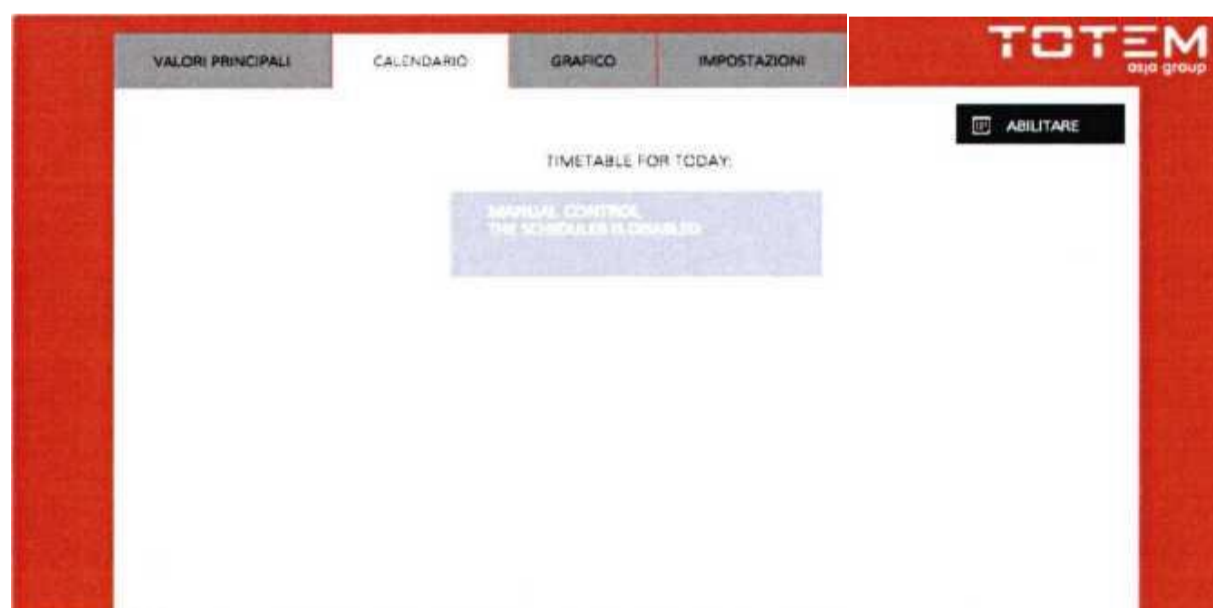 VALORI PRINCIPALI
CALENDARIO
GRAFICO
IMPOSTAZIONI
TOTEM
asja group
ABILITARE
TIMETABLE FOR TODAY:
MANUAL CONTROL,
THE SCHEDULER IS DISABLED